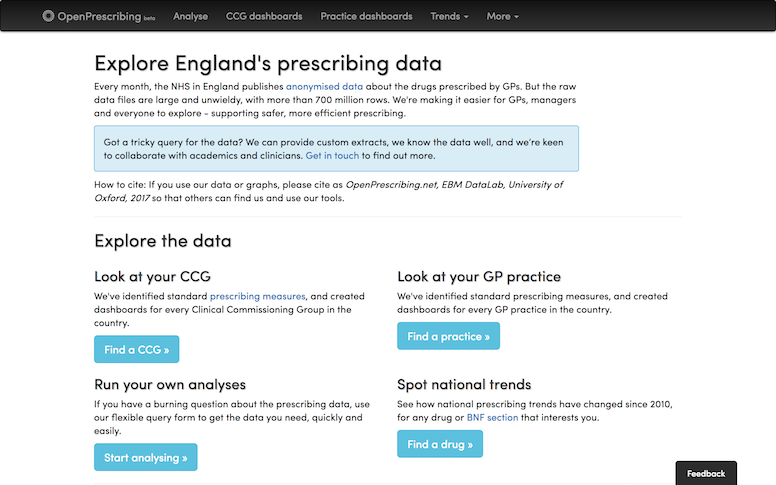 OpenPrescribing beta Analyse CCG dashboards Practice dashboards Trends More
Explore England's prescribing data
Every month, the NHS in England publishes anonymised data about the drugs prescribed by GPs. But the raw
data files are large and unwieldy, with more than 700 million rows. We're making it easier for GPs, managers
and everyone to explore - supporting safer, more efficient prescribing.
Got a tricky query for the data? We can provide custom extracts, we know the data well, and we're keen
to collaborate with academics and clinicians. Get in touch to find out more.
How to cite: If you use our data or graphs, please cite as OpenPrescribing.net, EBM DataLab, University of
Oxford, 2017 so that others can find us and use our tools.
Explore the data
Look at your CCG
We've identified standard prescribing measures, and created
dashboards for every Clinical Commissioning Group in the
country.
Find a CCG »
Look at your GP practice
We've identified standard prescribing measures, and created
dashboards for every GP practice in the country.
Find a practice »
Run your own analyses
If you have a burning question about the prescribing data, use
our flexible query form to get the data you need, quickly and
easily.
Start analysing »
Spot national trends
See how national prescribing trends have changed since 2010,
for any drug or BNF section that interests you.
Find a drug »
Feedback